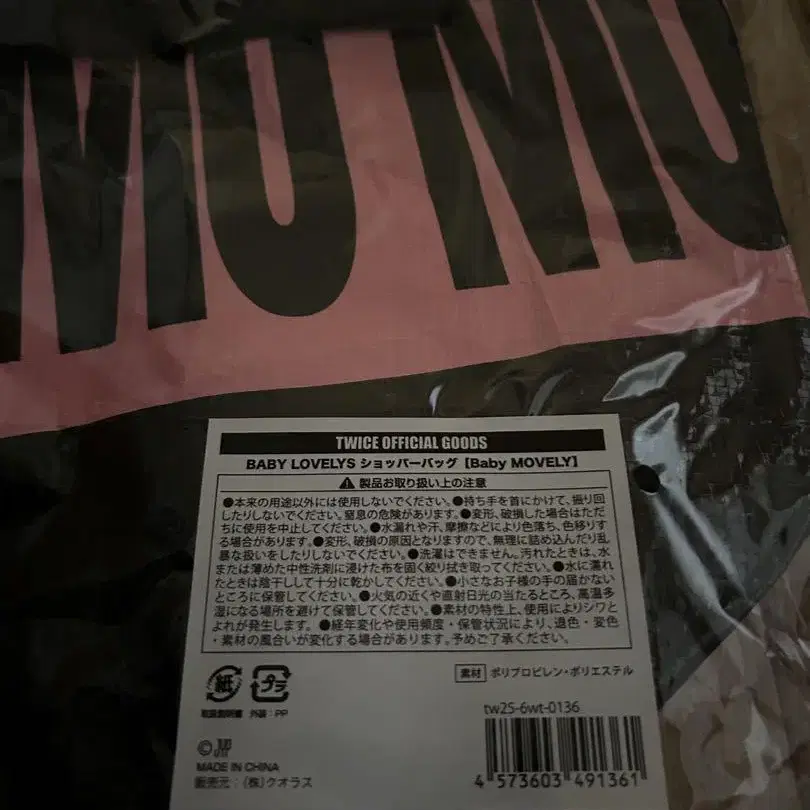 MO MO
TWICE OFFICIAL GOODS
BABY LOVELYS ショッパーバッグ【Baby MOVELY】
⚠ 製品お取り扱い上の注意
●本来の用途以外には使用しないでください。●持ち手を首にかけて、振り回
したりしないでください。窒息の危険があります。●変形、破損した場合はただ
ちに使用を中止してください。●水濡れや汗、摩擦などにより色落ち、色移りす
る場合があります。●変形、破損の原因となりますので、無理に詰め込んだり乱
暴な扱いをしたりしないでください。●洗濯はできません。汚れたときは、水
または薄めた中性洗剤に浸けた布を固く絞り拭き取ってください。●水に濡れ
たときは陰干しして十分に乾かしてください。●小さなお子様の手の届かない
ところに保管してください。●火気の近くや直射日光の当たるところ、高温多
湿になる場所を避けて保管してください。●素材の特性上、使用によりシワと
よれが発生します。●経年変化や使用頻度・保管状況により、退色・変色
・素材の風合いが変化する場合があります。予めご了承ください。
紙 プラ
取扱説明書 外装:PP
素材 ポリプロピレン・ポリエステル
tw25-6wt-0136
© JYP
MADE IN CHINA
販売元:(株)クオラス
4 573603 491361